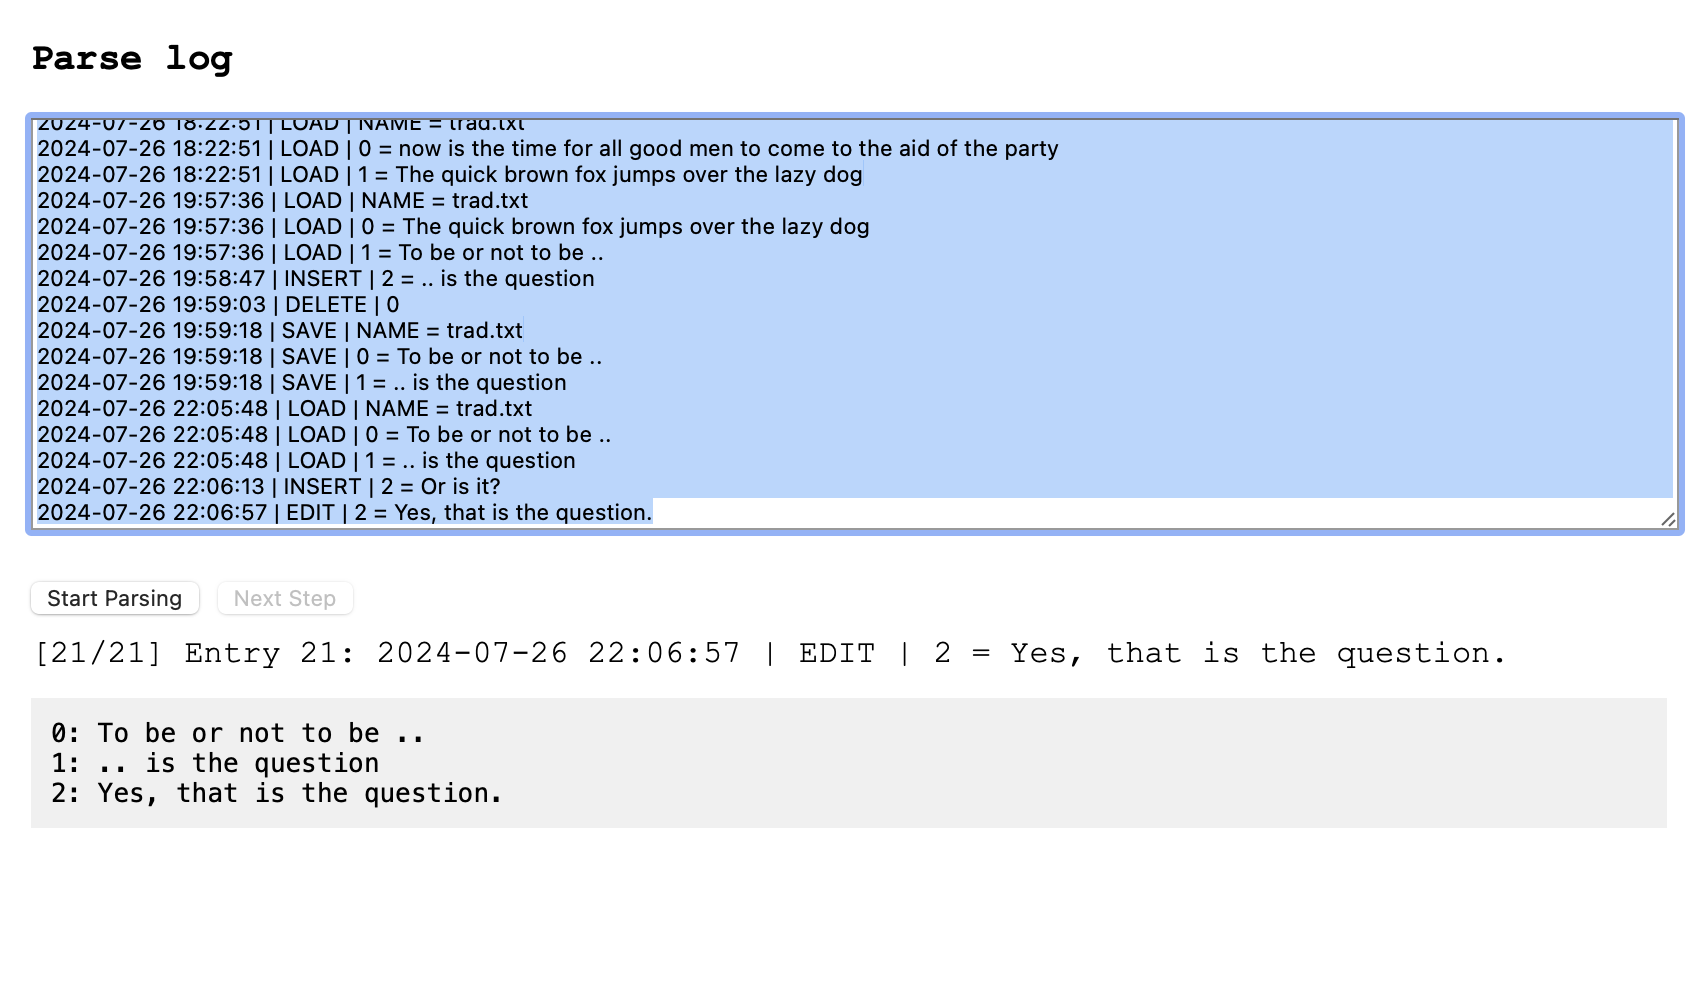 Parse log
2024-07-26 18:22:51 | LOAD | NAME = trad.txt
2024-07-26 18:22:51 | LOAD | 0 = now is the time for all good men to come to the aid of the party
2024-07-26 18:22:51 | LOAD | 1 = The quick brown fox jumps over the lazy dog
2024-07-26 19:57:36 | LOAD | NAME = trad.txt
2024-07-26 19:57:36 | LOAD | 0 = The quick brown fox jumps over the lazy dog
2024-07-26 19:57:36 | LOAD | 1 = To be or not to be ..
2024-07-26 19:58:47 | INSERT | 2 = .. is the question
2024-07-26 19:59:03 | DELETE | 0
2024-07-26 19:59:18 | SAVE | NAME = trad.txt
2024-07-26 19:59:18 | SAVE | 0 = To be or not to be ..
2024-07-26 19:59:18 | SAVE | 1 = .. is the question
2024-07-26 22:05:48 | LOAD | NAME = trad.txt
2024-07-26 22:05:48 | LOAD | 0 = To be or not to be ..
2024-07-26 22:05:48 | LOAD | 1 = .. is the question
2024-07-26 22:06:13 | INSERT | 2 = Or is it?
2024-07-26 22:06:57 | EDIT | 2 = Yes, that is the question.
Start Parsing Next Step
[21/21] Entry 21: 2024-07-26 22:06:57 | EDIT | 2 = Yes, that is the question.
0: To be or not to be ..
1: .. is the question
2: Yes, that is the question.